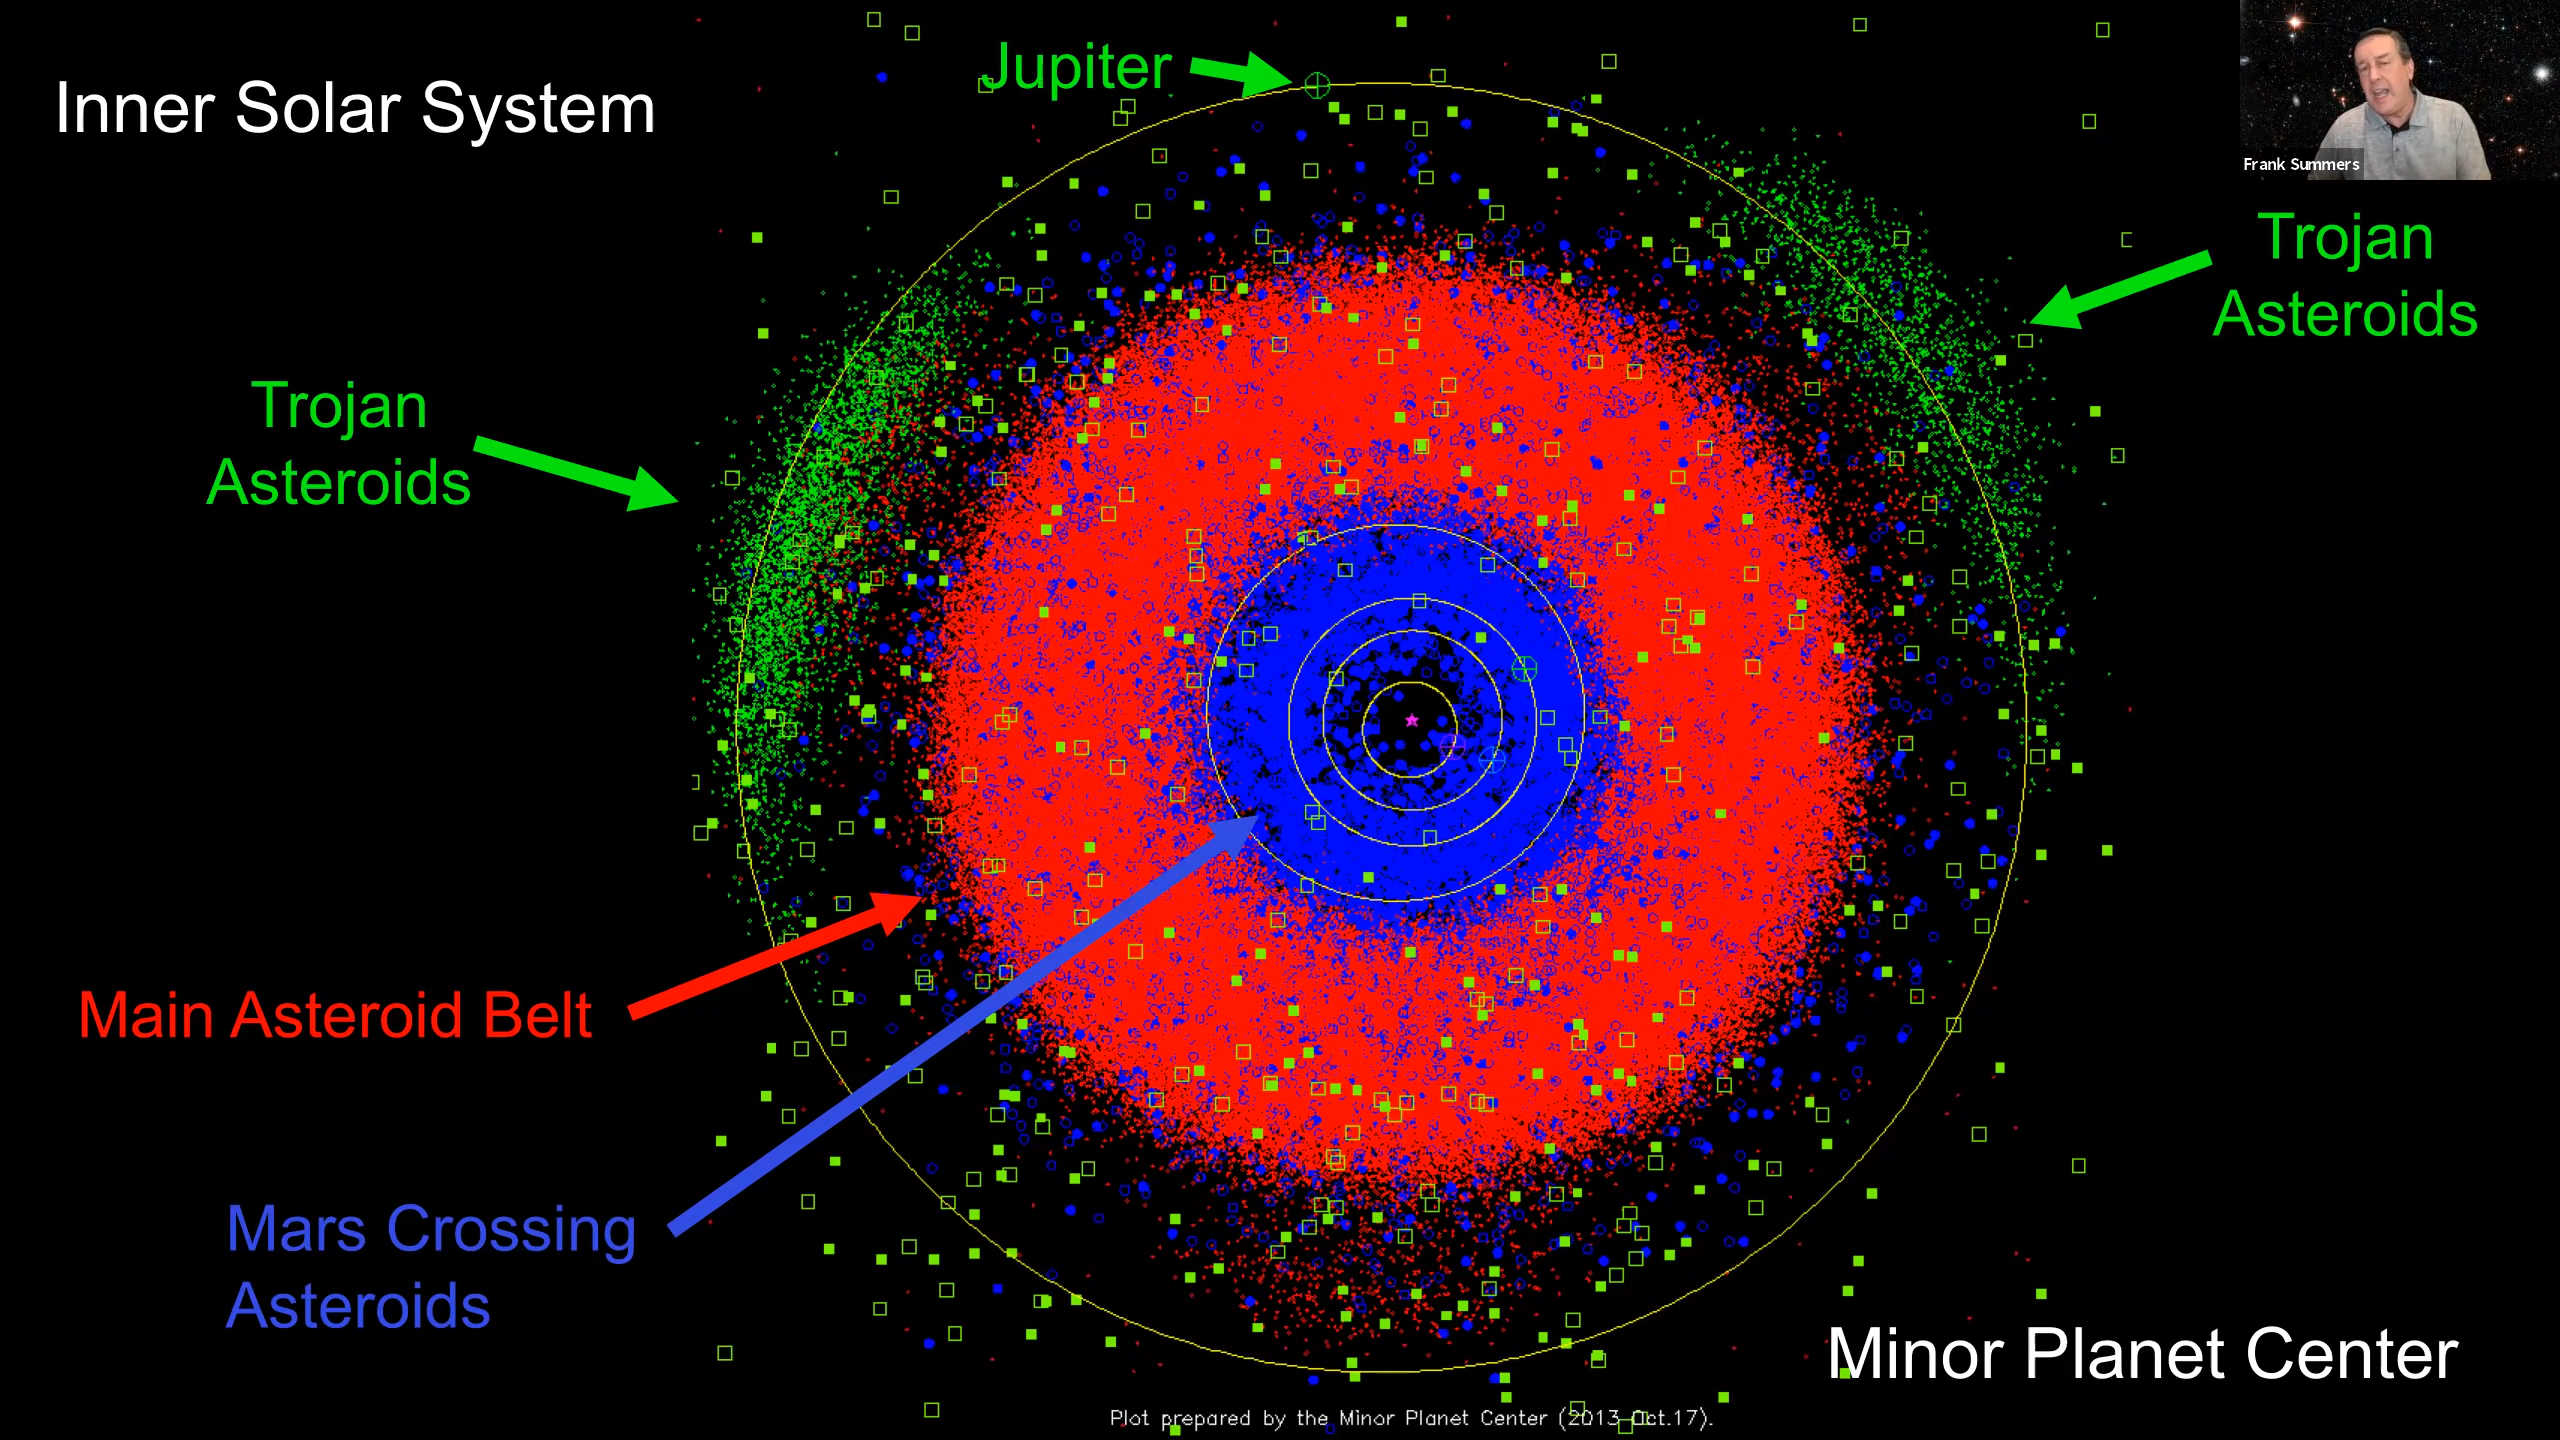 Inner Solar System
Jupiter
Frank Summers
Trojan
Asteroids
Trojan
Asteroids
Main Asteroid Belt
Mars Crossing
Asteroids
Minor Planet Center
Plot prepared by the Minor Planet Center (2013 Oct.17).